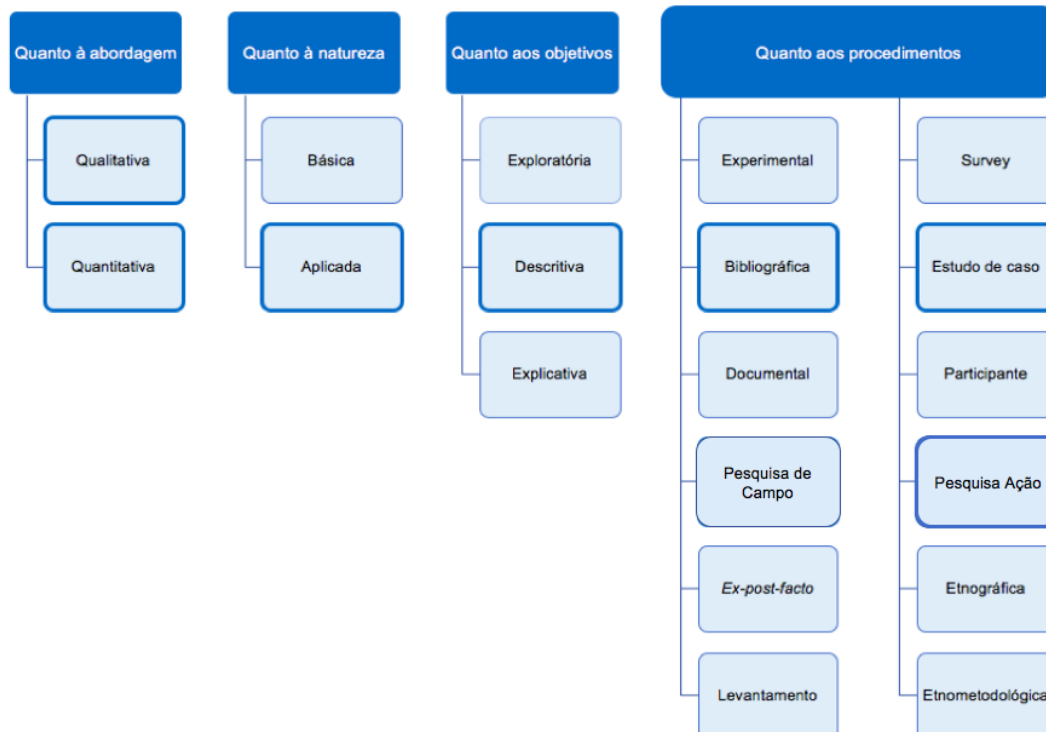 Quanto à abordagem
Qualitativa
Quantitativa
Quanto à natureza
Básica
Aplicada
Quanto aos objetivos
Exploratória
Descritiva
Explicativa
Quanto aos procedimentos
Experimental
Bibliográfica
Documental
Pesquisa de
Campo
Ex-post-facto
Levantamento
Survey
Estudo de caso
Participante
Pesquisa Ação
Etnográfica
Etnometodológica